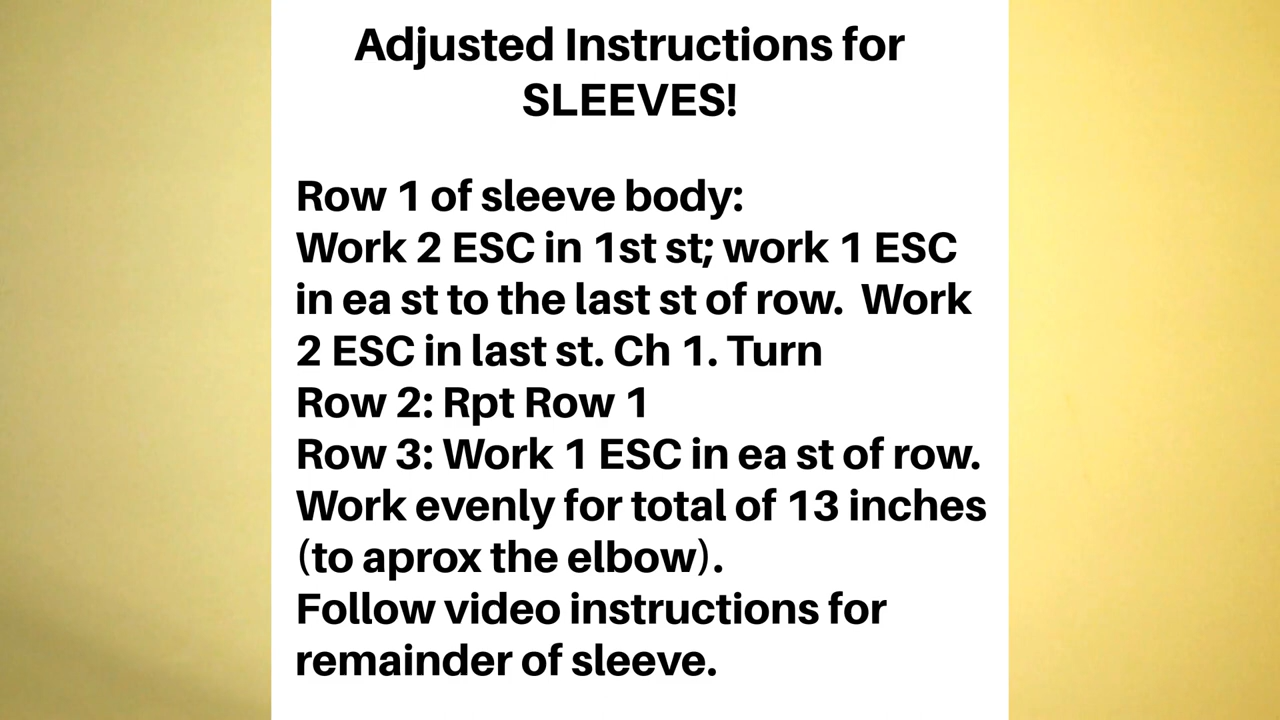 Adjusted Instructions for
SLEEVES!
Row 1 of sleeve body:
Work 2 ESC in 1st st; work 1 ESC
in ea st to the last st of row.  Work
2 ESC in last st. Ch 1. Turn
Row 2: Rpt Row 1
Row 3: Work 1 ESC in ea st of row.
Work evenly for total of 13 inches
(to aprox the elbow).
Follow video instructions for
remainder of sleeve.